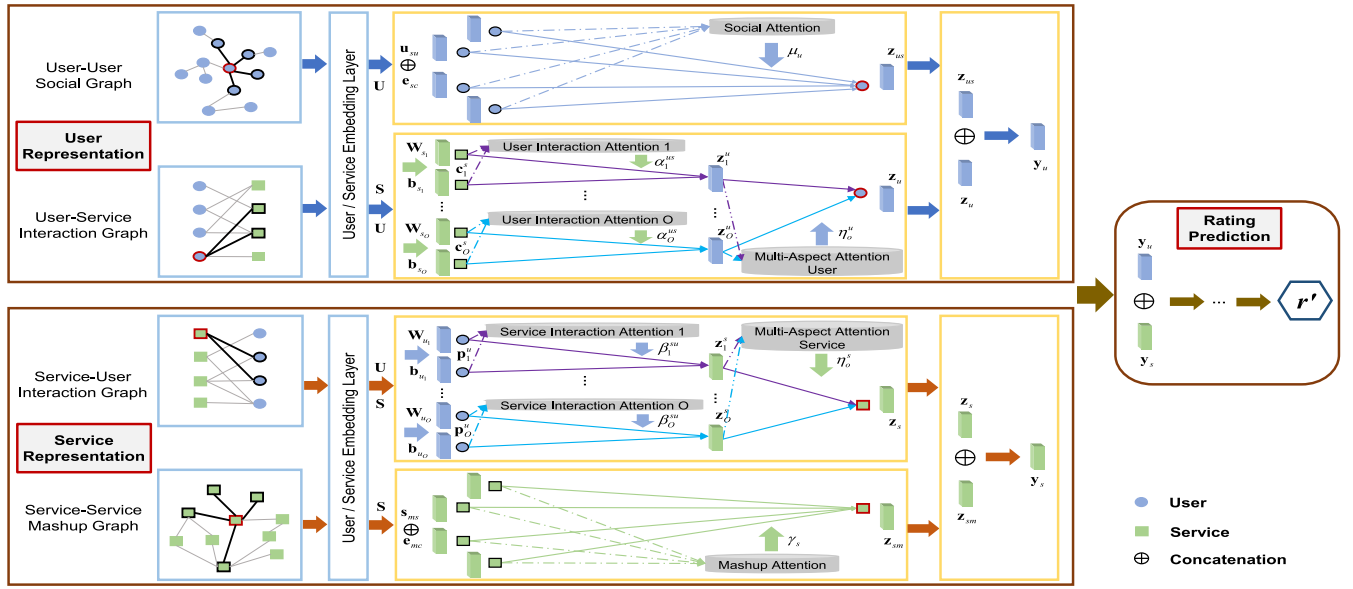 User-User
Social Graph
User
Representation
User-Service
Interaction Graph
User / Service Embedding Layer
U
S
U
u_su
⊕
e_sc
Social Attention
μ_u
z_us
W_s1
b_s1
c_1^s
User Interaction Attention 1
α_1^us
z_1^u
...
W_sO
b_sO
c_O^s
User Interaction Attention O
α_O^us
z_O^u
Multi-Aspect Attention
User
η_o^u
z_u
z_us
⊕
z_u
y_u
Service-User
Interaction Graph
Service
Representation
Service-Service
Mashup Graph
User / Service Embedding Layer
U
S
S
W_u1
b_u1
p_1^u
Service Interaction Attention 1
β_1^su
z_1^s
...
W_uO
b_uO
p_O^u
Service Interaction Attention O
β_O^su
z_O^s
Multi-Aspect Attention
Service
η_o^s
z_s
s_ms
⊕
e_mc
Mashup Attention
γ_s
z_sm
z_s
⊕
z_sm
y_s
Rating
Prediction
y_u
⊕
y_s
...
r'
User
Service
⊕ Concatenation